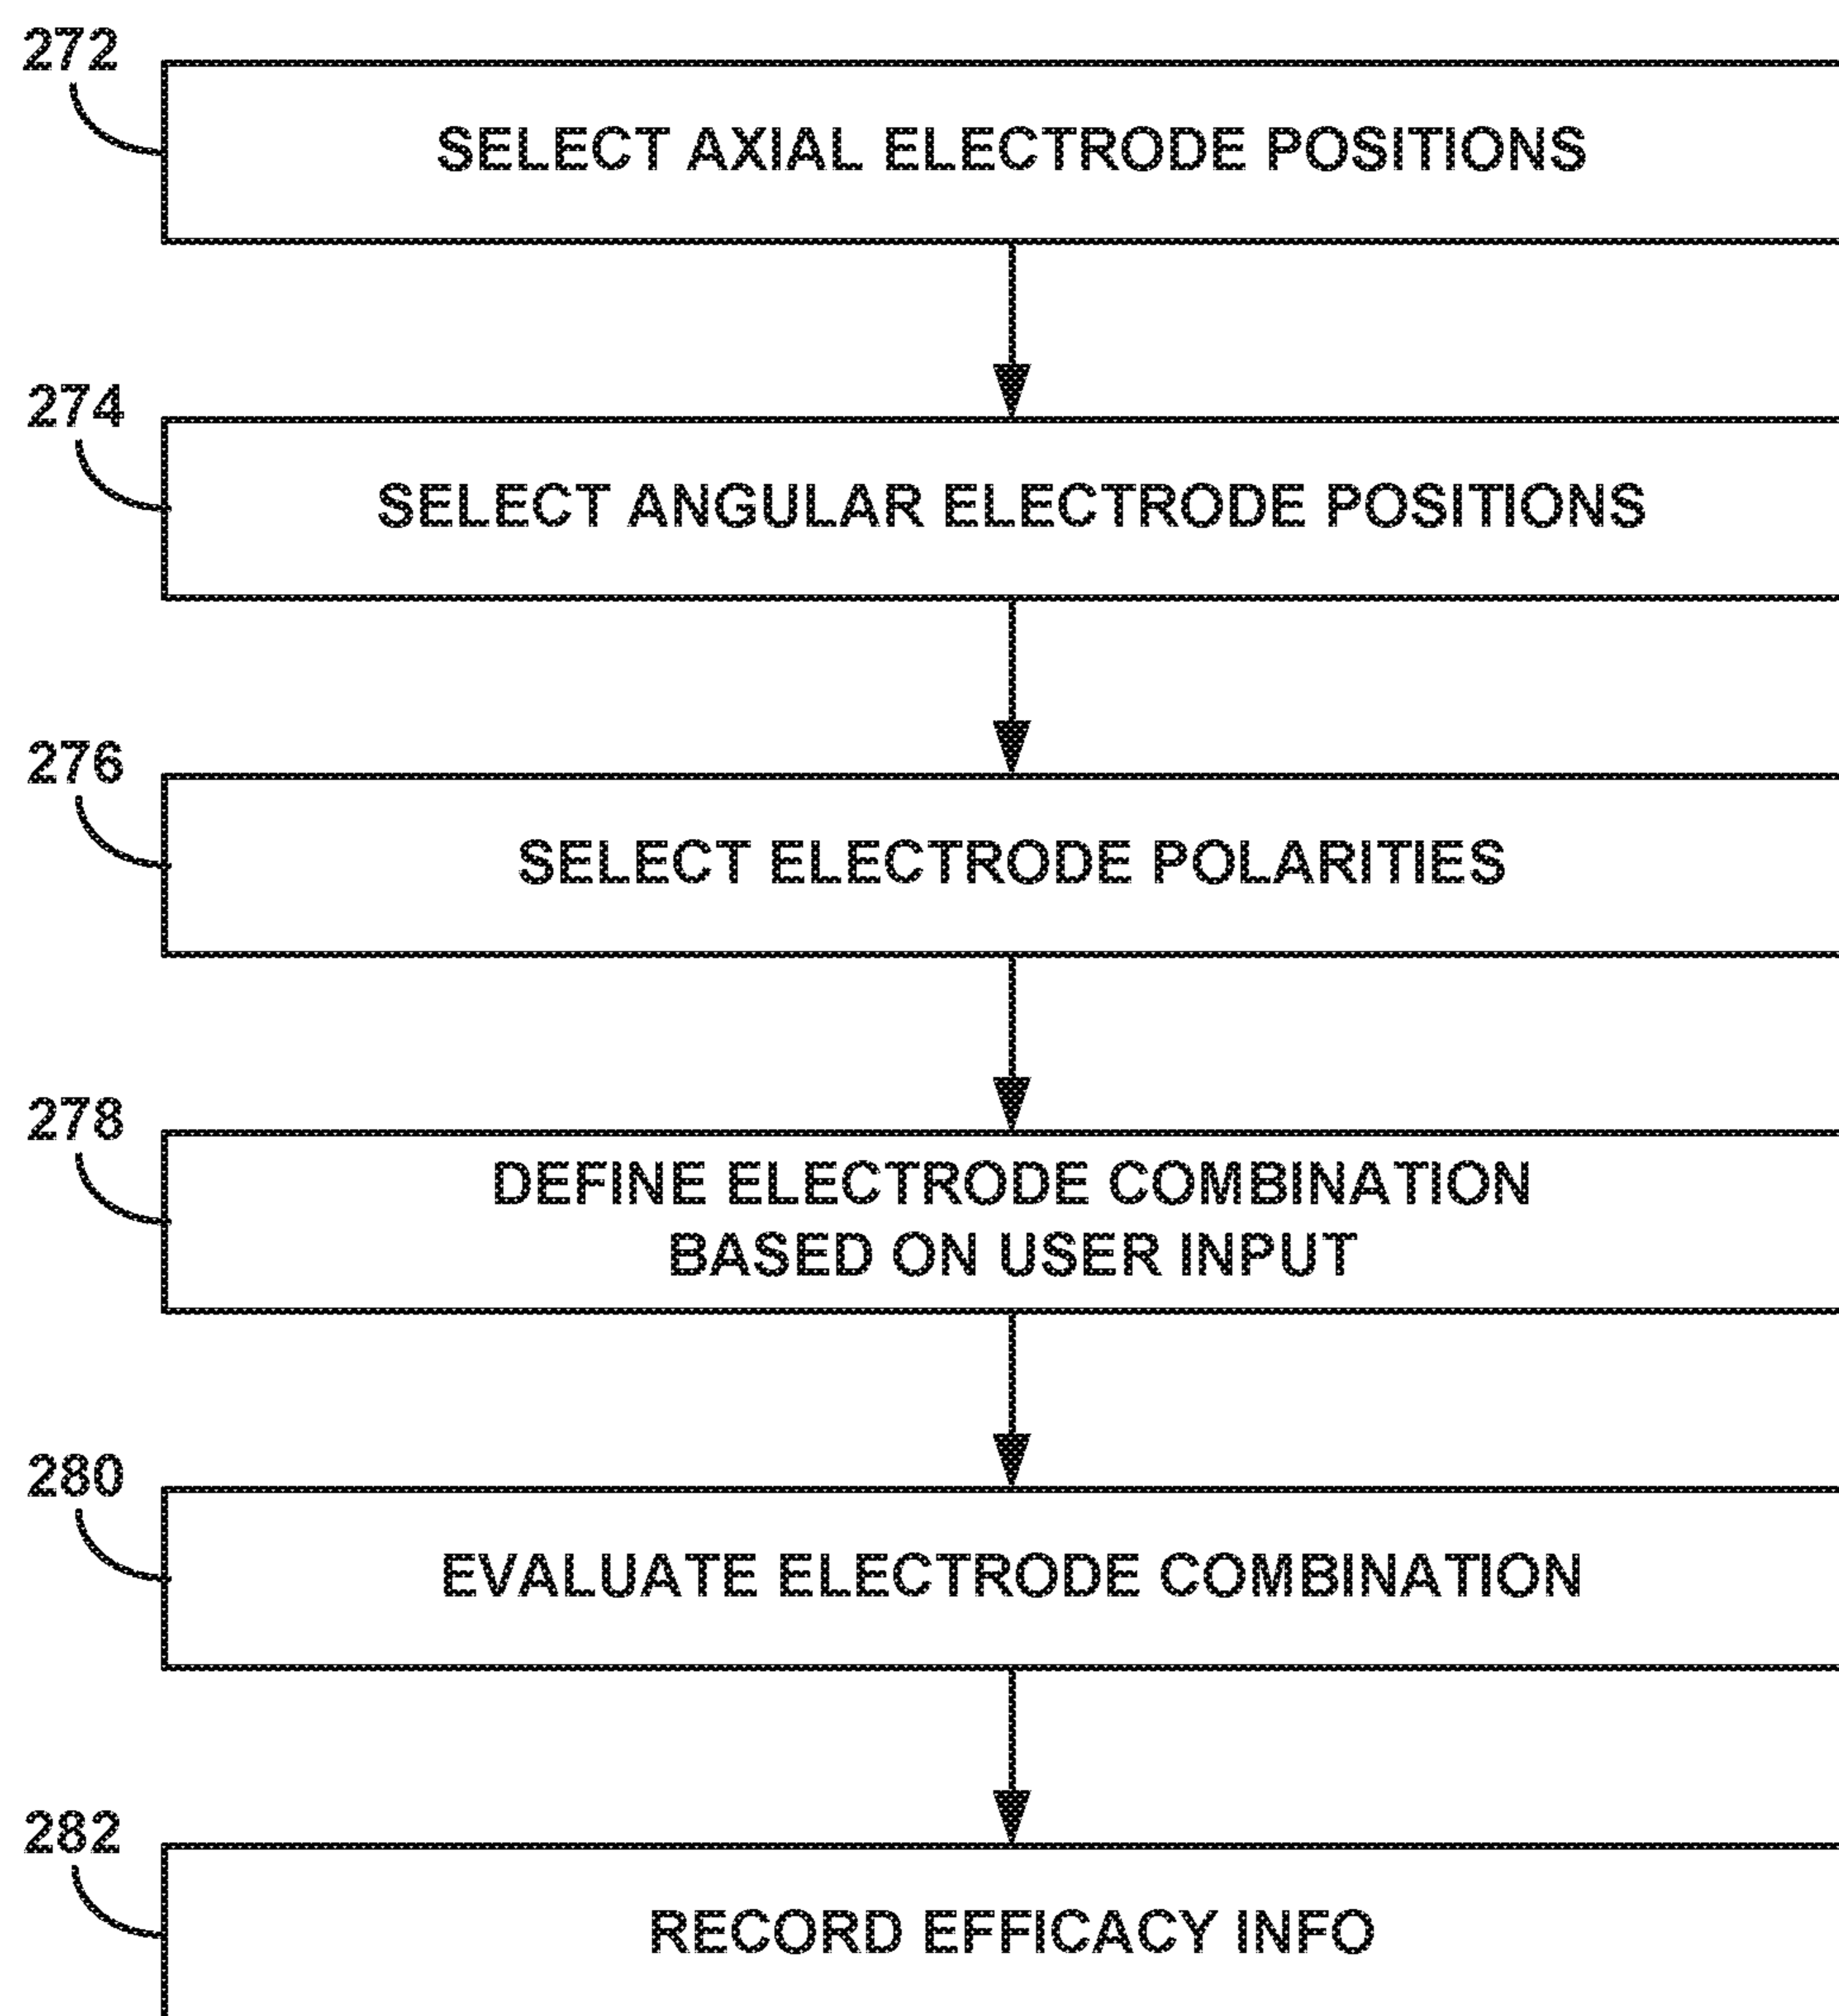 272
SELECT AXIAL ELECTRODE POSITIONS
274
SELECT ANGULAR ELECTRODE POSITIONS
276
SELECT ELECTRODE POLARITIES
278
DEFINE ELECTRODE COMBINATION
BASED ON USER INPUT
280
EVALUATE ELECTRODE COMBINATION
282
RECORD EFFICACY INFO